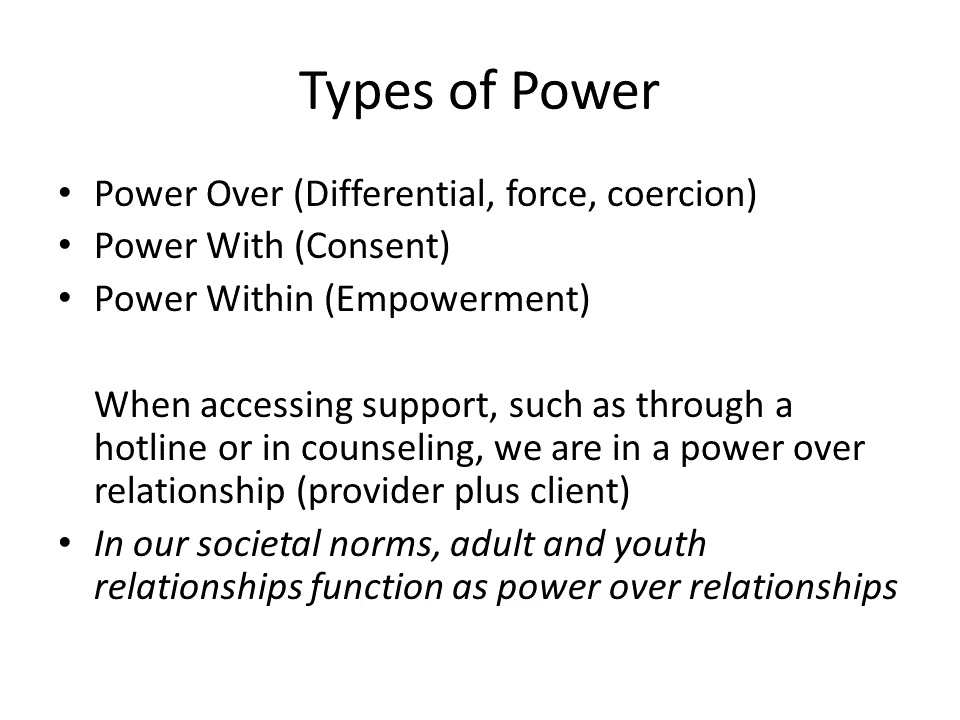 Types of Power
• Power Over (Differential, force, coercion)
• Power With (Consent)
• Power Within (Empowerment)
When accessing support, such as through a
hotline or in counseling, we are in a power over
relationship (provider plus client)
• In our societal norms, adult and youth
relationships function as power over relationships